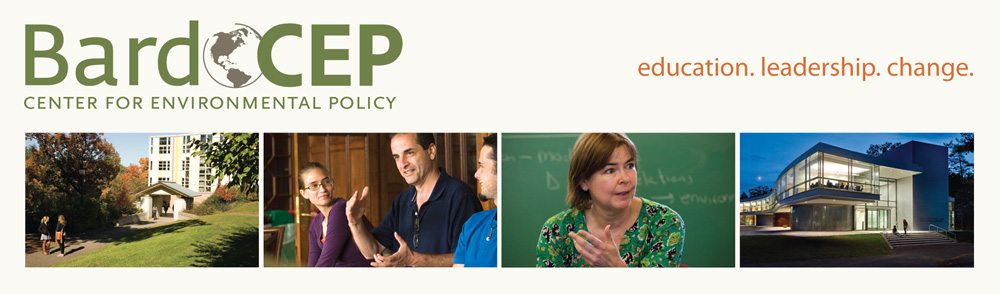 Bard CEP
CENTER FOR ENVIRONMENTAL POLICY
education. leadership. change.